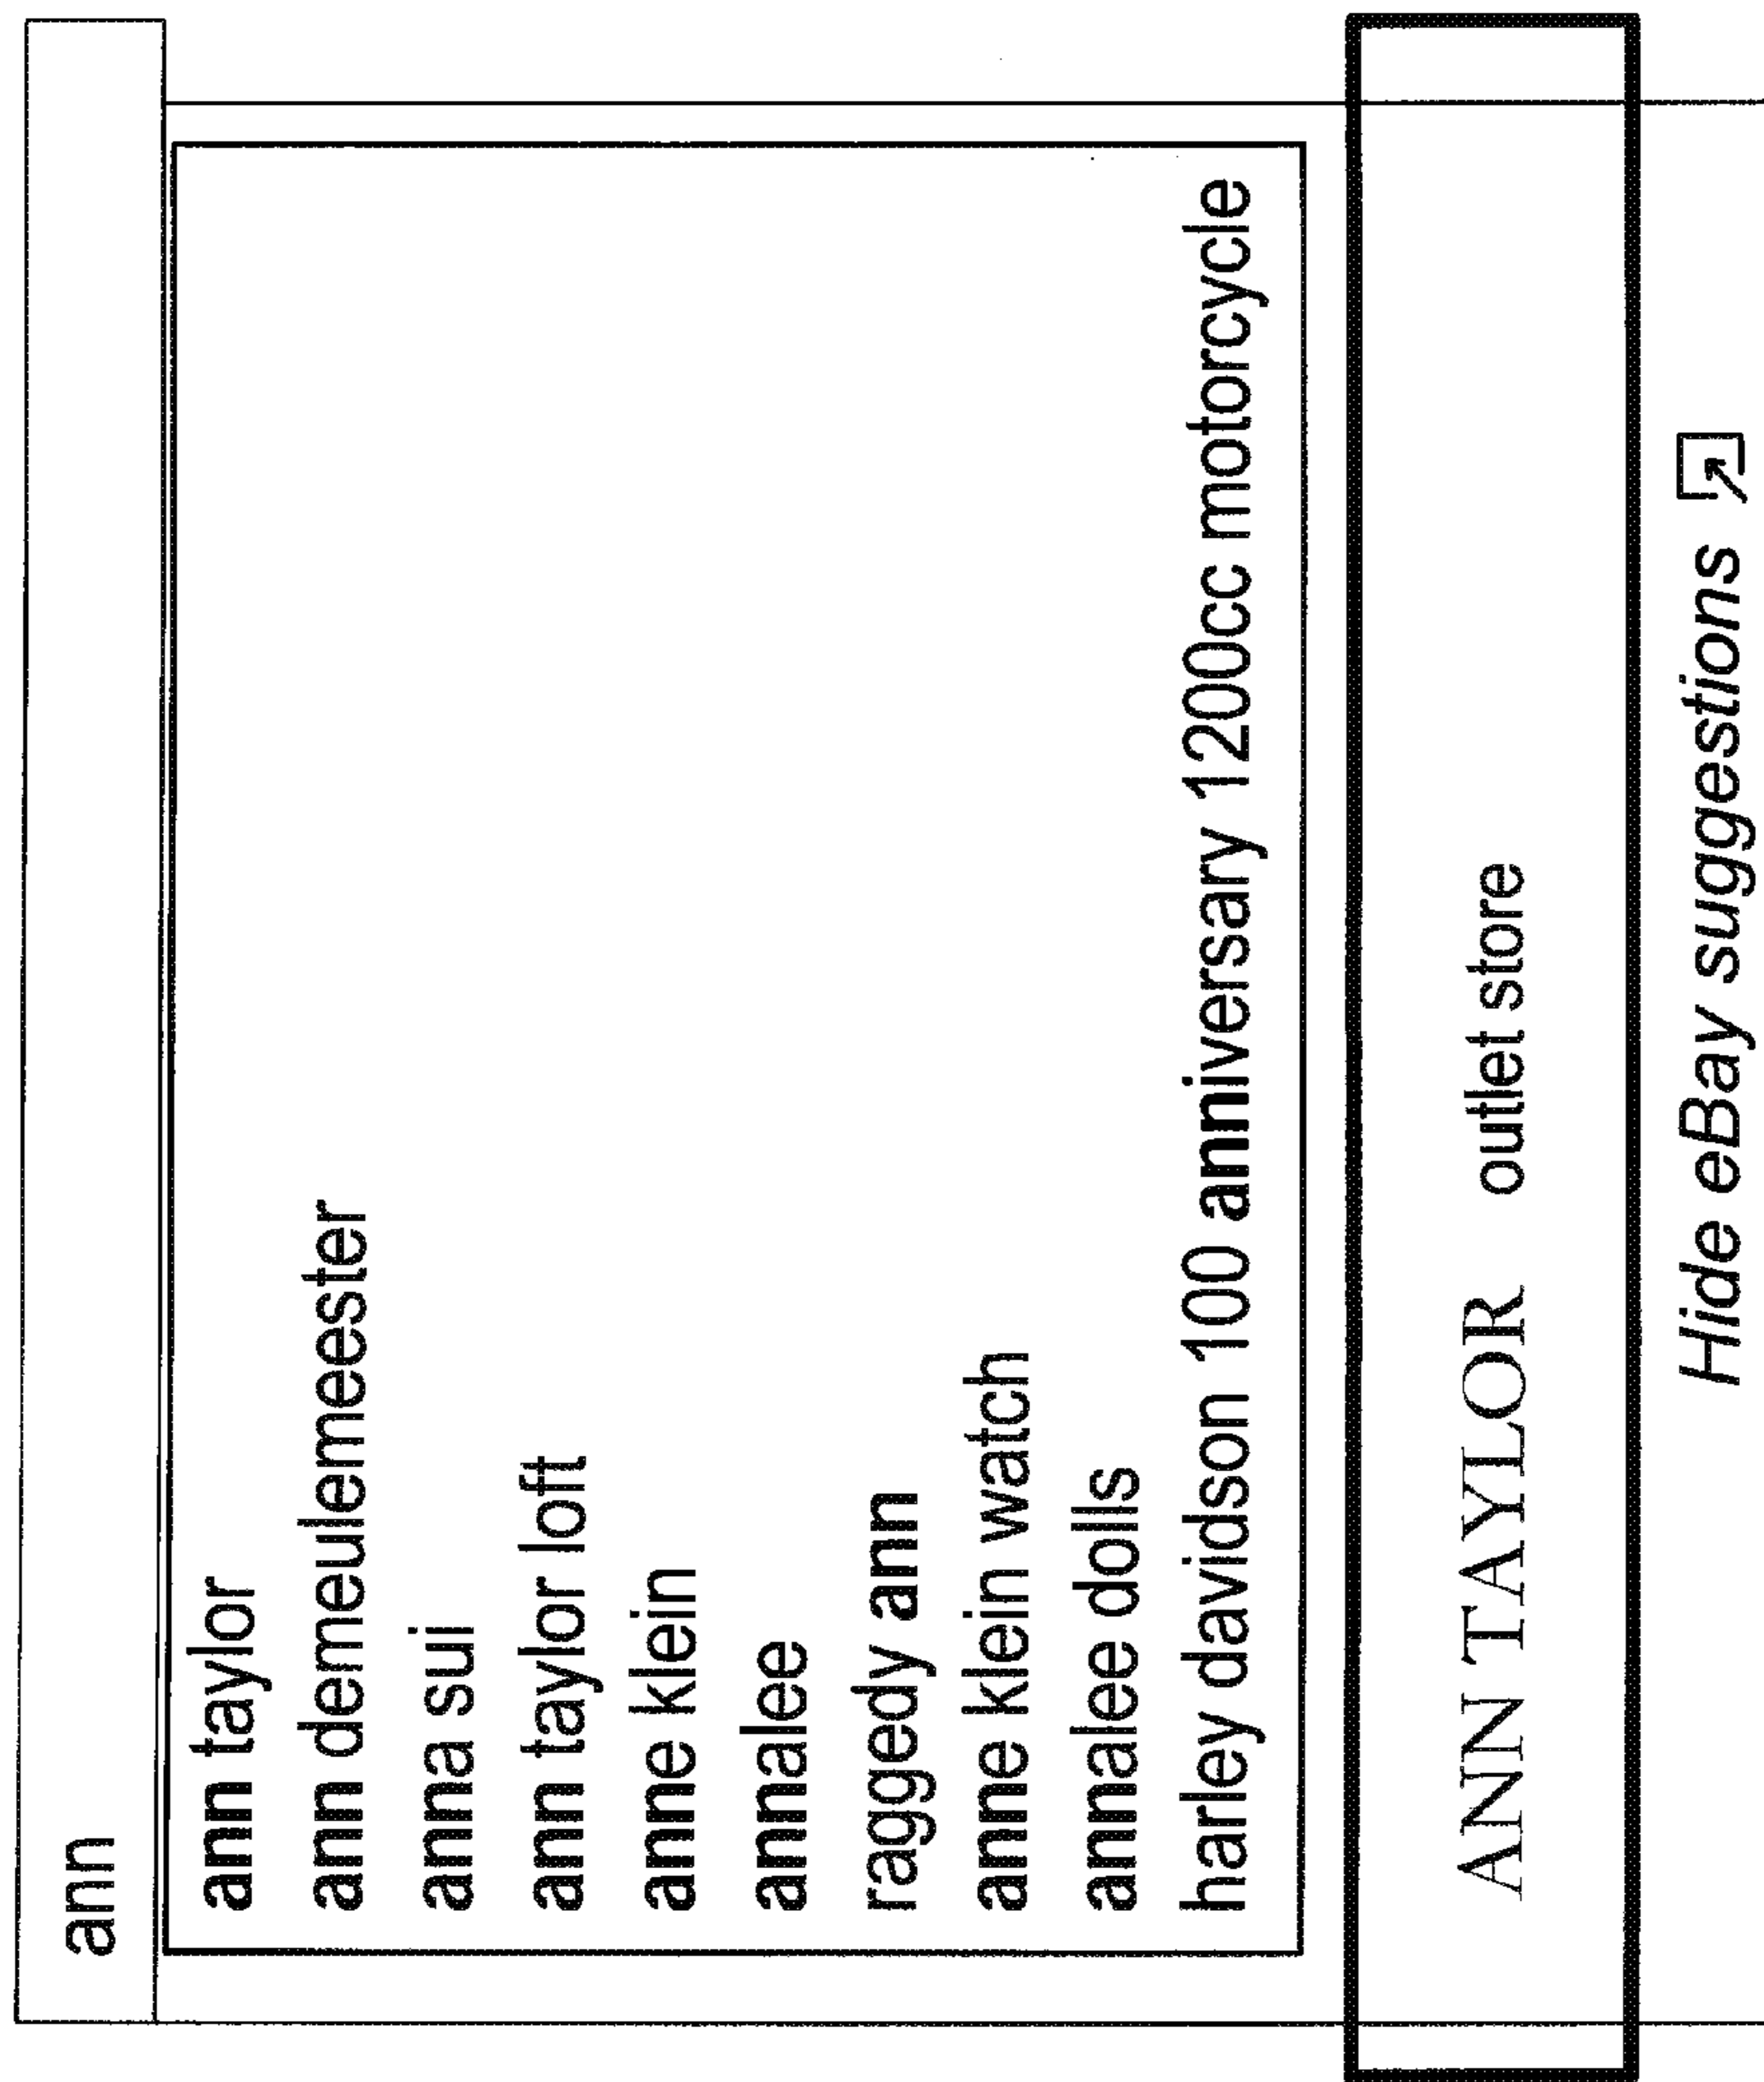 ann
ann taylor
ann demeulemeester
anna sui
ann taylor loft
anne klein
annalee
raggedy ann
anne klein watch
annalee dolls
harley davidson 100 anniversary 1200cc motorcycle
ANN TAYLOR outlet store
Hide eBay suggestions